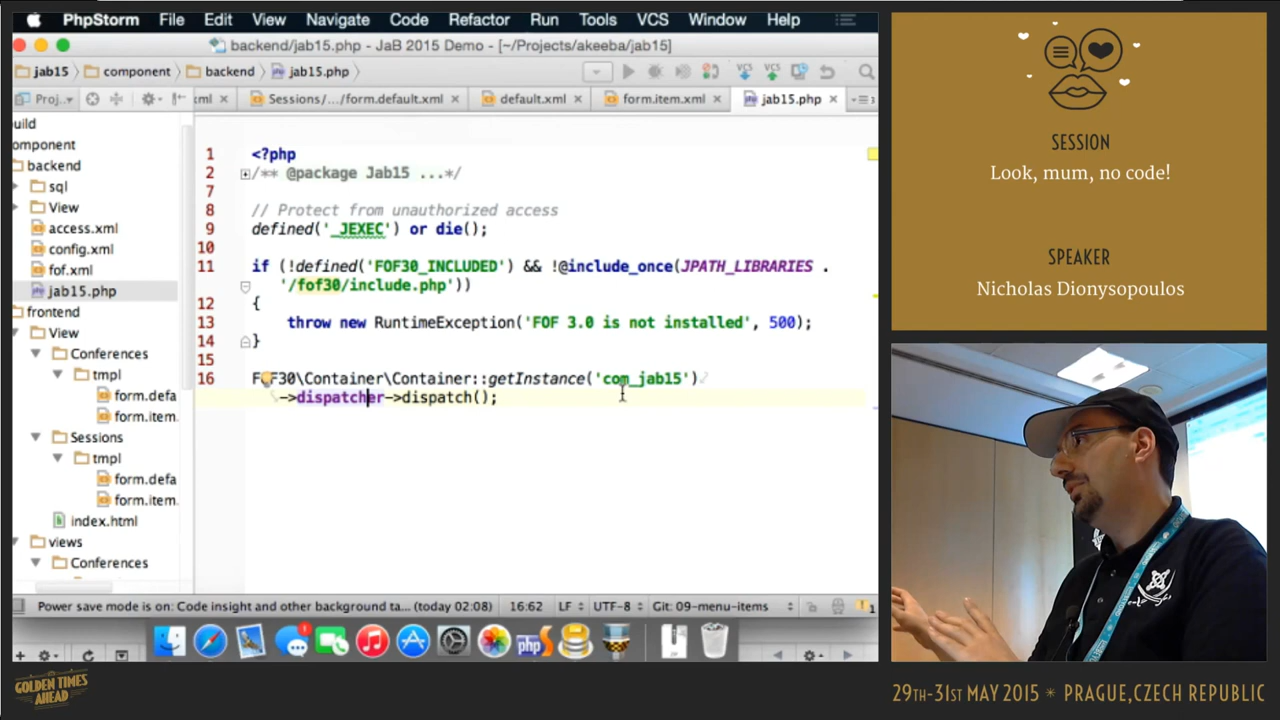 PhpStorm File Edit View Navigate Code Refactor Run Tools VCS Window Help
backend/jab15.php - JaB 2015 Demo - [~/Projects/akeeba/jab15]
jab15 component backend jab15.php
Proj... xml Sessions/.../form.default.xml default.xml form.item.xml jab15.php
uild
omponent
backend
sql
View
access.xml
config.xml
fof.xml
jab15.php
frontend
View
Conferences
tmpl
form.defa
form.item.
Sessions
tmpl
form.defa
form.item.
index.html
views
Conferences
1 <?php
2 /** @package Jab15 ...*/
7
8 // Protect from unauthorized access
9 defined('_JEXEC') or die();
10
11 if (!defined('FOF30_INCLUDED') && !@include_once(JPATH_LIBRARIES .
'/fof30/include.php'))
12 {
13 throw new RuntimeException('FOF 3.0 is not installed', 500);
14 }
15
16 FOF30\Container\Container::getInstance('com_jab15')
->dispatcher->dispatch();
Power save mode is on: Code insight and other background ta... (today 02:08) 16:62 LF UTF-8 Git: 09-menu-items 1
php
SESSION
Look, mum, no code!
SPEAKER
Nicholas Dionysopoulos
GOLDEN TIMES
AHEAD
29TH-31ST MAY 2015 * PRAGUE,CZECH REPUBLIC